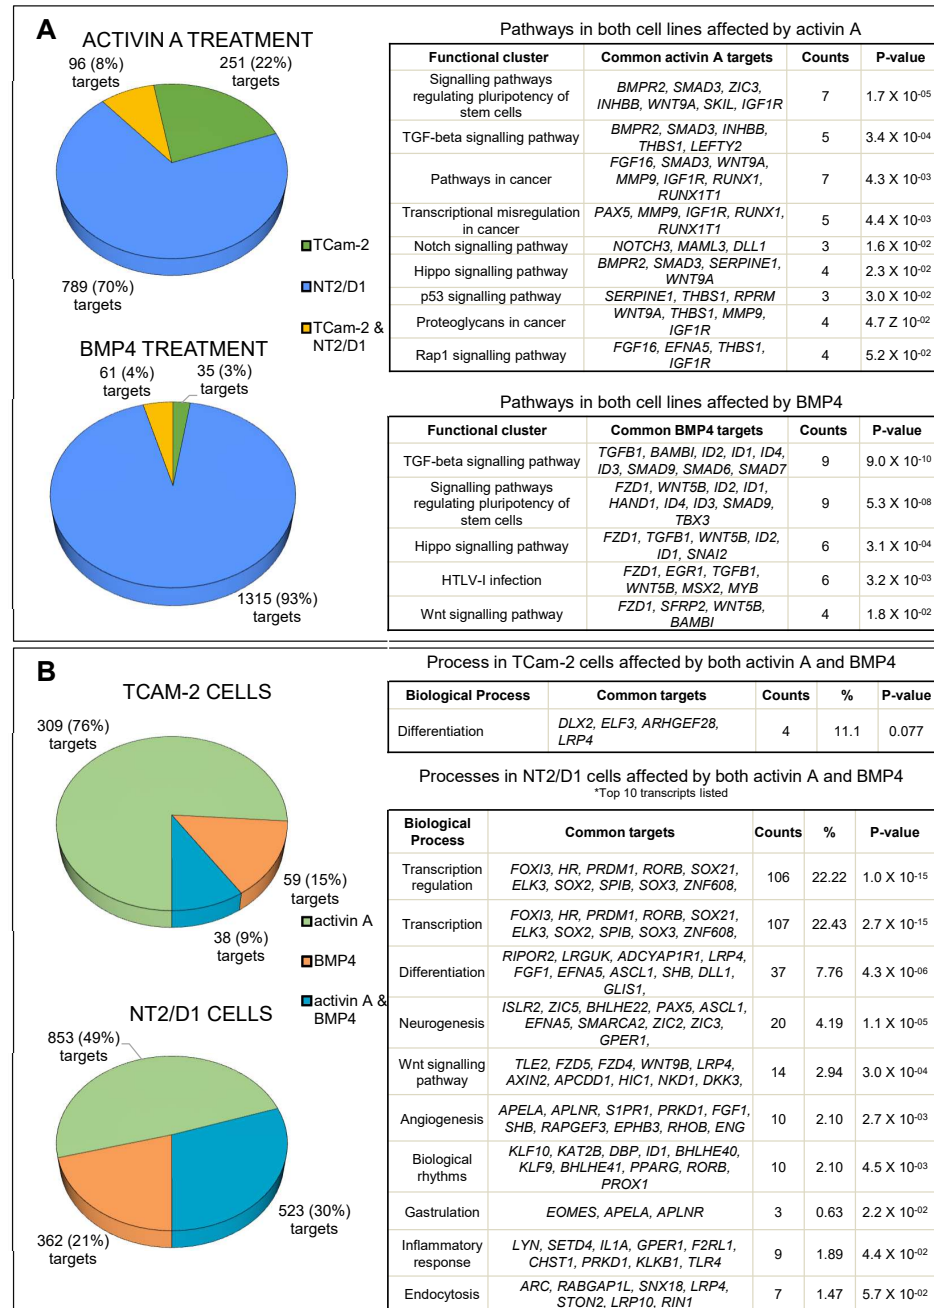 A
ACTIVIN A TREATMENT
96 (8%)
targets
251 (22%)
targets
789 (70%)
targets
TCam-2
NT2/D1
TCam-2 &
NT2/D1
BMP4 TREATMENT
61 (4%)
targets
35 (3%)
targets
1315 (93%)
targets
Pathways in both cell lines affected by activin A
Functional cluster Common activin A targets Counts P-value
Signalling pathways
regulating pluripotency of
stem cells
BMPR2, SMAD3, ZIC3,
INHBB, WNT9A, SKIL, IGF1R
7 1.7 X 10-05
TGF-beta signalling pathway
BMPR2, SMAD3, INHBB,
THBS1, LEFTY2
5 3.4 X 10-04
Pathways in cancer
FGF16, SMAD3, WNT9A,
MMP9, IGF1R, RUNX1,
RUNX1T1
7 4.3 X 10-03
Transcriptional misregulation
in cancer
PAX5, MMP9, IGF1R, RUNX1,
RUNX1T1
5 4.4 X 10-03
Notch signalling pathway NOTCH3, MAML3, DLL1 3 1.6 X 10-02
Hippo signalling pathway
BMPR2, SMAD3, SERPINE1,
WNT9A
4 2.3 X 10-02
p53 signalling pathway SERPINE1, THBS1, RPRM 3 3.0 X 10-02
Proteoglycans in cancer
WNT9A, THBS1, MMP9,
IGF1R
4 4.7 Z 10-02
Rap1 signalling pathway
FGF16, EFNA5, THBS1,
IGF1R
4 5.2 X 10-02
Pathways in both cell lines affected by BMP4
Functional cluster Common BMP4 targets Counts P-value
TGF-beta signalling pathway
TGFB1, BAMBI, ID2, ID1, ID4,
ID3, SMAD9, SMAD6, SMAD7
9 9.0 X 10-10
Signalling pathways
regulating pluripotency of
stem cells
FZD1, WNT5B, ID2, ID1,
HAND1, ID4, ID3, SMAD9,
TBX3
9 5.3 X 10-08
Hippo signalling pathway
FZD1, TGFB1, WNT5B, ID2,
ID1, SNAI2
6 3.1 X 10-04
HTLV-I infection
FZD1, EGR1, TGFB1,
WNT5B, MSX2, MYB
6 3.2 X 10-03
Wnt signalling pathway
FZD1, SFRP2, WNT5B,
BAMBI
4 1.8 X 10-02
B
TCAM-2 CELLS
309 (76%)
targets
59 (15%)
targets
38 (9%)
targets
activin A
BMP4
activin A &
BMP4
NT2/D1 CELLS
853 (49%)
targets
523 (30%)
targets
362 (21%)
targets
Process in TCam-2 cells affected by both activin A and BMP4
Biological Process Common targets Counts % P-value
Differentiation
DLX2, ELF3, ARHGEF28,
LRP4
4 11.1 0.077
Processes in NT2/D1 cells affected by both activin A and BMP4
*Top 10 transcripts listed
Biological
Process
Common targets Counts % P-value
Transcription
regulation
FOXI3, HR, PRDM1, RORB, SOX21,
ELK3, SOX2, SPIB, SOX3, ZNF608,
106 22.22 1.0 X 10-15
Transcription
FOXI3, HR, PRDM1, RORB, SOX21,
ELK3, SOX2, SPIB, SOX3, ZNF608,
107 22.43 2.7 X 10-15
Differentiation
RIPOR2, LRGUK, ADCYAP1R1, LRP4,
FGF1, EFNA5, ASCL1, SHB, DLL1,
GLIS1,
37 7.76 4.3 X 10-06
Neurogenesis
ISLR2, ZIC5, BHLHE22, PAX5, ASCL1,
EFNA5, SMARCA2, ZIC2, ZIC3,
GPER1,
20 4.19 1.1 X 10-05
Wnt signalling
pathway
TLE2, FZD5, FZD4, WNT9B, LRP4,
AXIN2, APCDD1, HIC1, NKD1, DKK3,
14 2.94 3.0 X 10-04
Angiogenesis
APELA, APLNR, S1PR1, PRKD1, FGF1,
SHB, RAPGEF3, EPHB3, RHOB, ENG
10 2.10 2.7 X 10-03
Biological
rhythms
KLF10, KAT2B, DBP, ID1, BHLHE40,
KLF9, BHLHE41, PPARG, RORB,
PROX1
10 2.10 4.5 X 10-03
Gastrulation EOMES, APELA, APLNR 3 0.63 2.2 X 10-02
Inflammatory
response
LYN, SETD4, IL1A, GPER1, F2RL1,
CHST1, PRKD1, KLKB1, TLR4
9 1.89 4.4 X 10-02
Endocytosis
ARC, RABGAP1L, SNX18, LRP4,
STON2, LRP10, RIN1
7 1.47 5.7 X 10-02